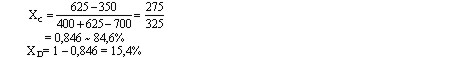 X_c = (625 – 350)/(400 + 625 – 700) = 275/325
= 0,846 ~ 84,6%
X_D= 1 – 0,846 = 15,4%